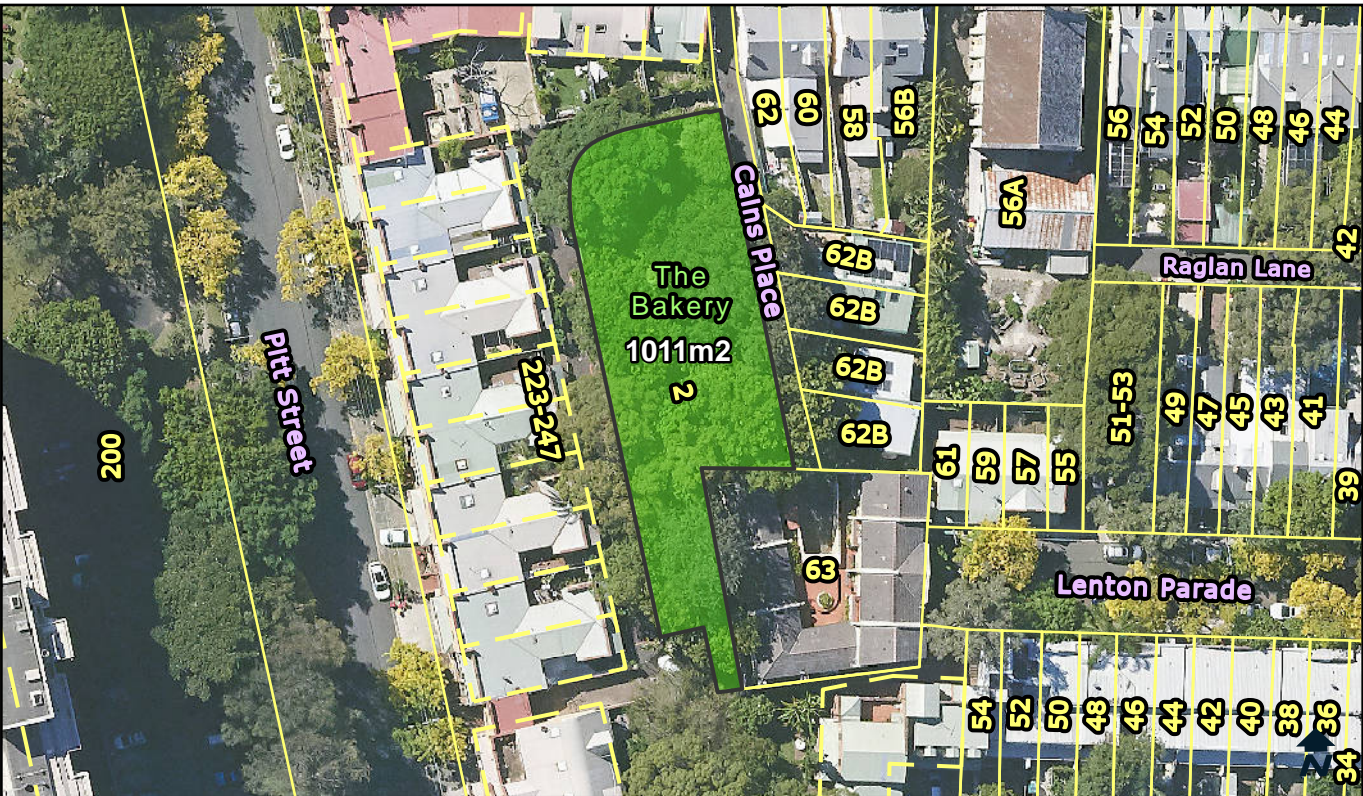 62
60
58
56B
56
54
52
50
48
46
44
56A
42
Cains Place
62B
Raglan Lane
The
Bakery
62B
1011m2
Pitt Street
62B
2
223-247
51-53
49
47
45
43
41
62B
200
61
59
57
55
39
63
Lenton Parade
54
52
50
48
46
44
42
40
38
36
34
N